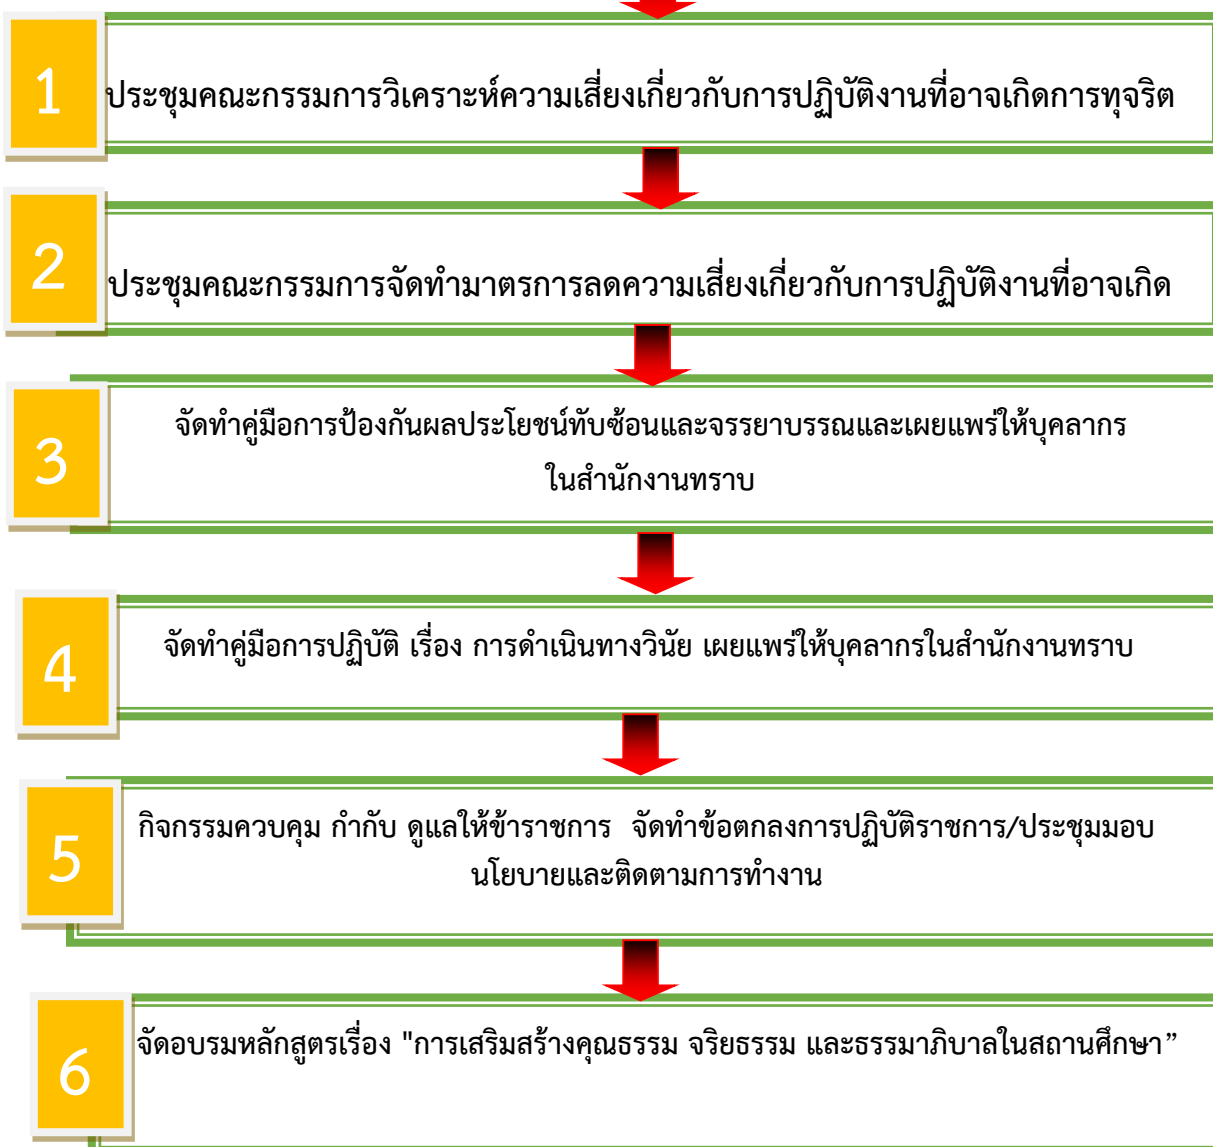 1
ประชุมคณะกรรมการวิเคราะห์ความเสี่ยงเกี่ยวกับการปฏิบัติงานที่อาจเกิดการทุจริต
2
ประชุมคณะกรรมการจัดทำมาตรการลดความเสี่ยงเกี่ยวกับการปฏิบัติงานที่อาจเกิด
3
จัดทำคู่มือการป้องกันผลประโยชน์ทับซ้อนและจรรยาบรรณและเผยแพร่ให้บุคลากร
ในสำนักงานทราบ
4
จัดทำคู่มือการปฏิบัติ เรื่อง การดำเนินทางวินัย เผยแพร่ให้บุคลากรในสำนักงานทราบ
5
กิจกรรมควบคุม กำกับ ดูแลให้ข้าราชการ จัดทำข้อตกลงการปฏิบัติราชการ/ประชุมมอบ
นโยบายและติดตามการทำงาน
6
จัดอบรมหลักสูตรเรื่อง "การเสริมสร้างคุณธรรม จริยธรรม และธรรมาภิบาลในสถานศึกษา”